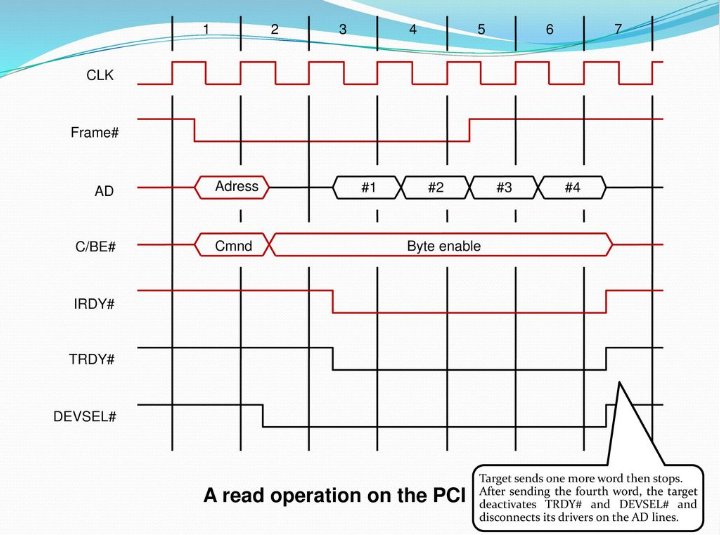 1 2 3 4 5 6 7
CLK
Frame#
AD Adress #1 #2 #3 #4
C/BE# Cmnd Byte enable
IRDY#
TRDY#
DEVSEL#
A read operation on the PCI
Target sends one more word then stops.
After sending the fourth word, the target
deactivates TRDY# and DEVSEL# and
disconnects its drivers on the AD lines.